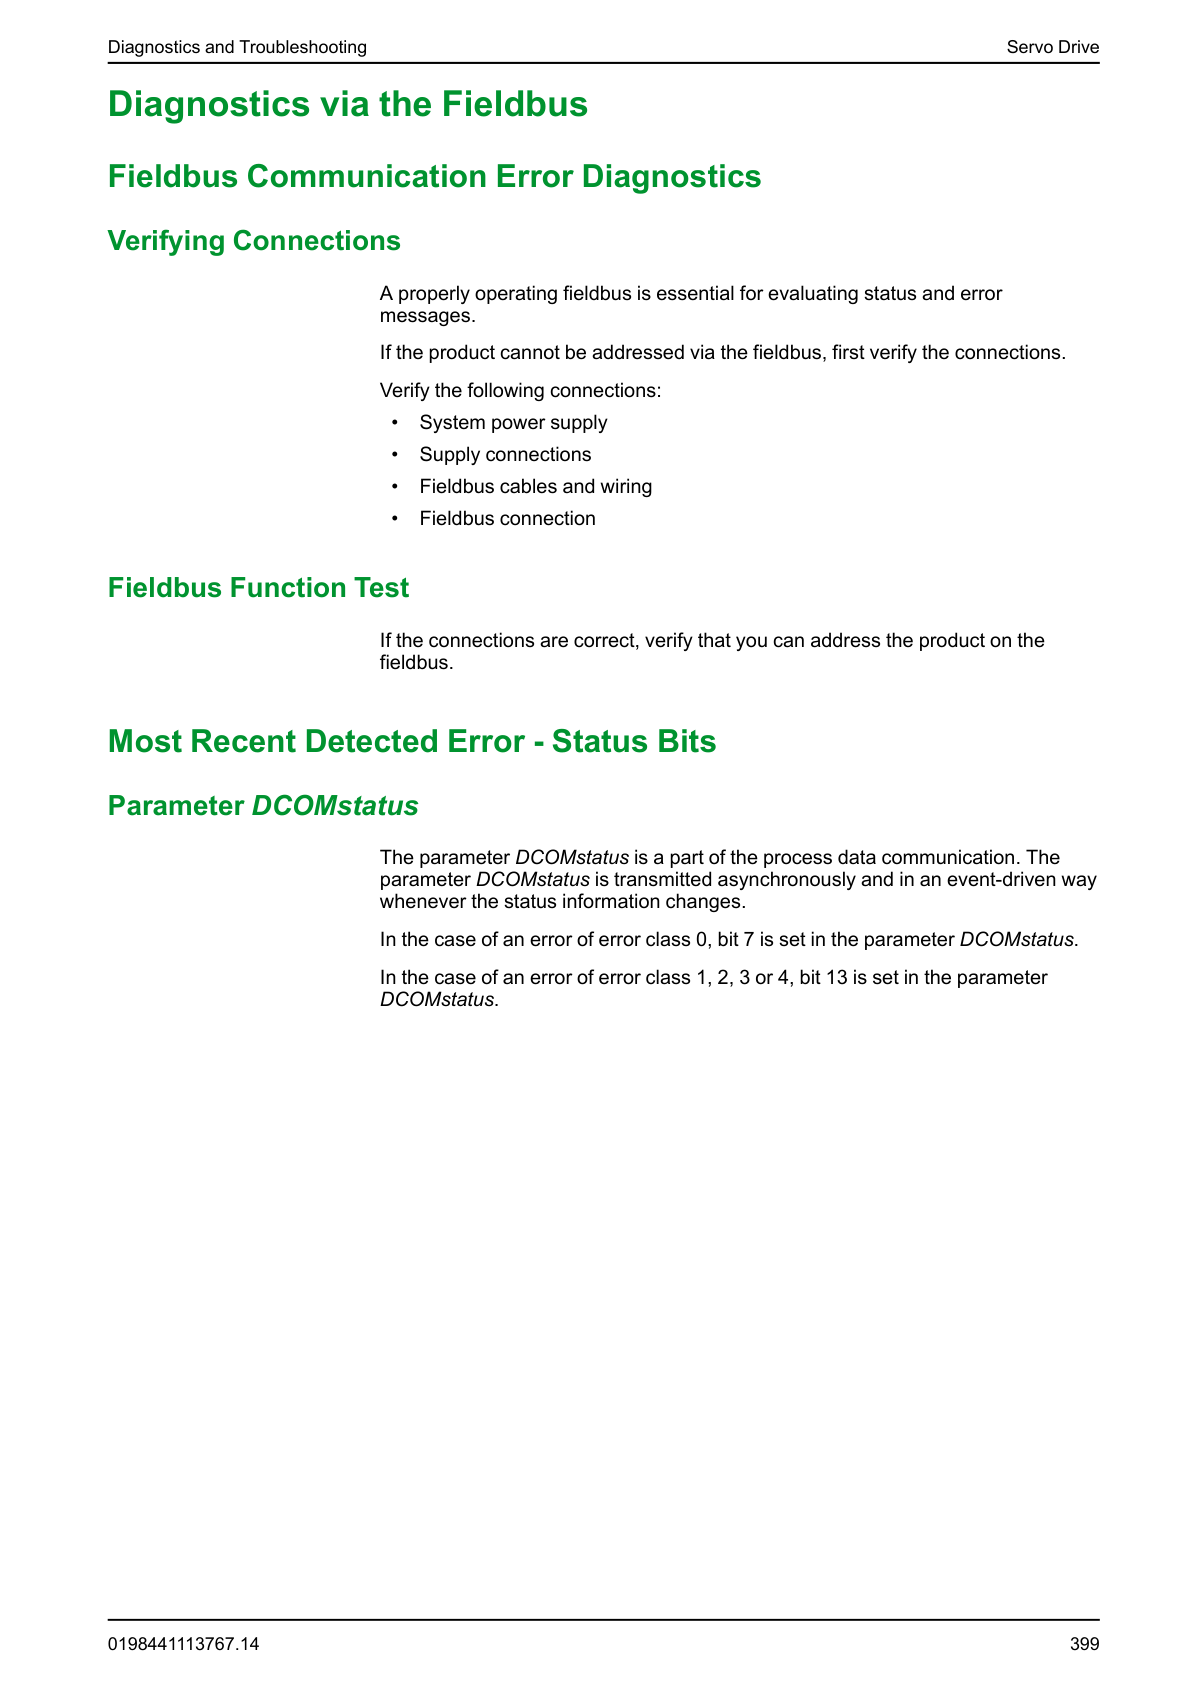 Diagnostics and Troubleshooting Servo Drive
Diagnostics via the Fieldbus
Fieldbus Communication Error Diagnostics
Verifying Connections
A properly operating fieldbus is essential for evaluating status and error
messages.
If the product cannot be addressed via the fieldbus, first verify the connections.
Verify the following connections:
• System power supply
• Supply connections
• Fieldbus cables and wiring
• Fieldbus connection
Fieldbus Function Test
If the connections are correct, verify that you can address the product on the
fieldbus.
Most Recent Detected Error - Status Bits
Parameter DCOMstatus
The parameter DCOMstatus is a part of the process data communication. The
parameter DCOMstatus is transmitted asynchronously and in an event-driven way
whenever the status information changes.
In the case of an error of error class 0, bit 7 is set in the parameter DCOMstatus.
In the case of an error of error class 1, 2, 3 or 4, bit 13 is set in the parameter
DCOMstatus.
0198441113767.14 399